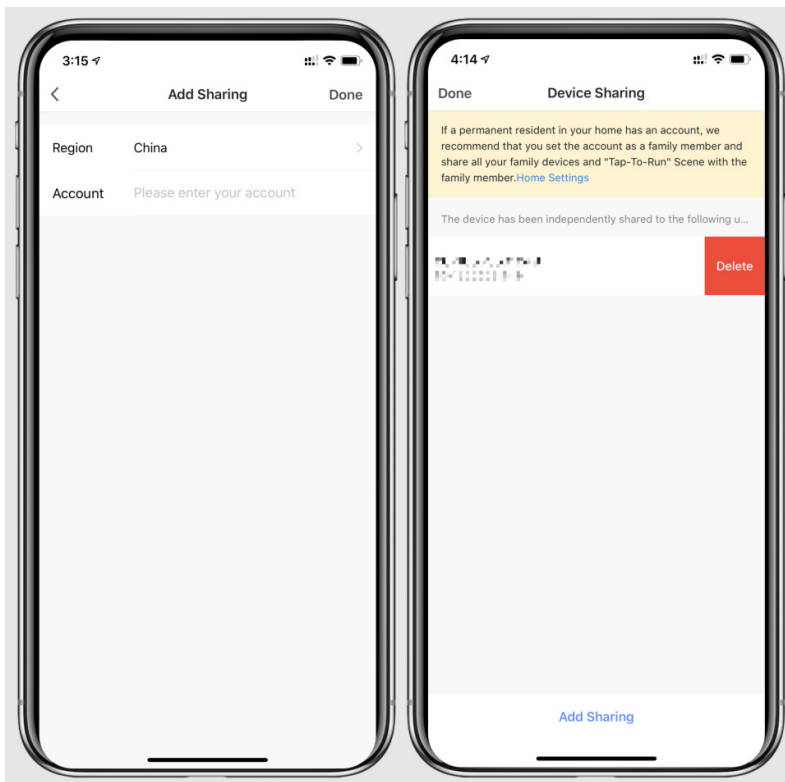 3:15
Add Sharing
Done
Region
China
Account
Please enter your account
4:14
Done
Device Sharing
If a permanent resident in your home has an account, we
recommend that you set the account as a family member and
share all your family devices and "Tap-To-Run" Scene with the
family member.Home Settings
The device has been independently shared to the following u...
Delete
Add Sharing